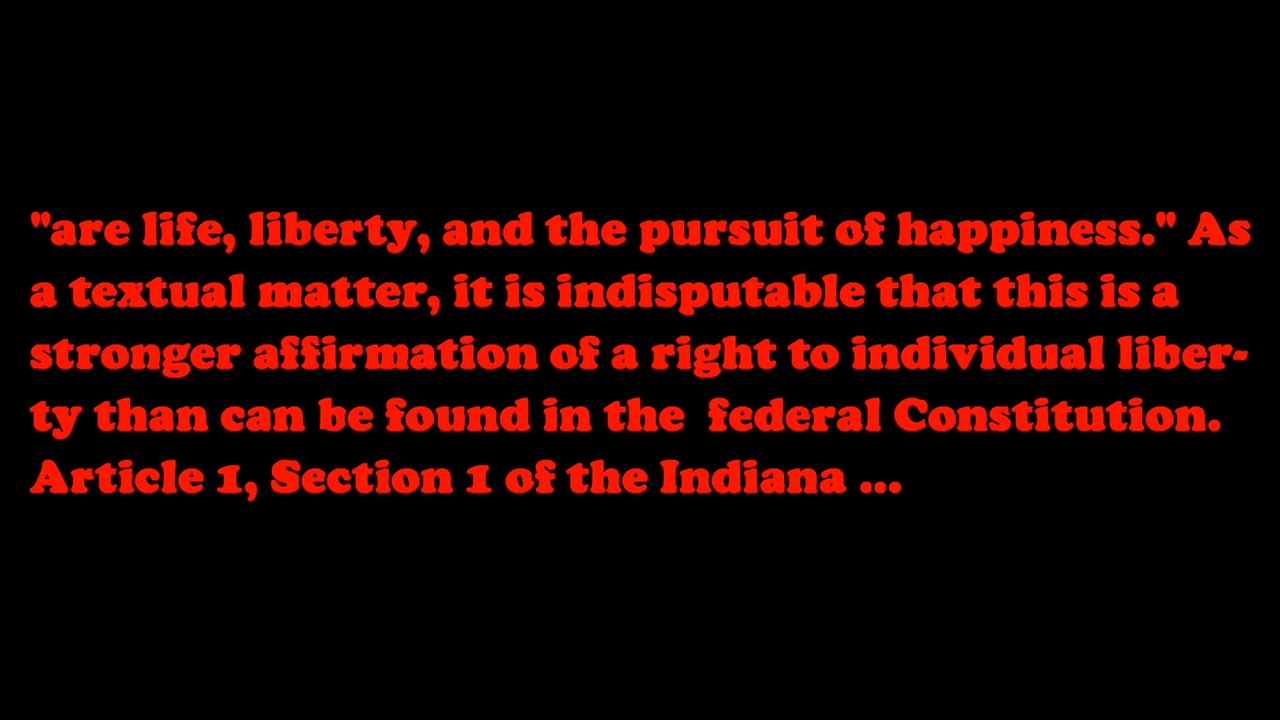 "are life, liberty, and the pursuit of happiness." As
a textual matter, it is indisputable that this is a
stronger affirmation of a right to individual liber-
ty than can be found in the  federal Constitution.
Article 1, Section 1 of the Indiana ...